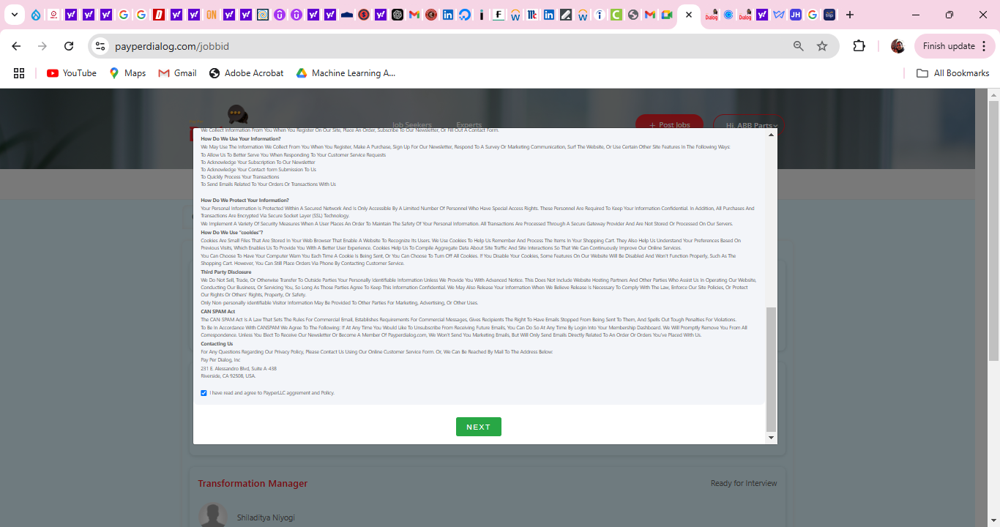 payperdialog.com/jobbid
Finish update
YouTube
Maps
Gmail
Adobe Acrobat
Machine Learning A...
All Bookmarks
Job Seekers
Experts
+ Post Jobs
Hi, ABB Parts
We Collect Information From You When You Register On Our Site, Place An Order, Subscribe To Our Newsletter, Or Fill Out A Contact Form.
How Do We Use Your Information?
We May Use The Information We Collect From You When You Register, Make A Purchase, Sign Up For Our Newsletter, Respond To A Survey Or Marketing Communication, Surf The Website, Or Use Certain Other Site Features In The Following Ways:
To Allow Us To Better Serve You When Responding To Your Customer Service Requests
To Acknowledge Your Subscription To Our Newsletter
To Acknowledge Your Contact-form Submission To Us
To Quickly Process Your Transactions
To Send Emails Related To Your Orders Or Transactions With Us
How Do We Protect Your Information?
Your Personal Information Is Protected Within A Secured Network And Is Only Accessible By A Limited Number Of Personnel Who Have Special Access Rights. These Personnel Are Required To Keep Your Information Confidential. In Addition, All Purchases And
Transactions Are Encrypted Via Secure Socket Layer (SSL) Technology.
We Implement A Variety Of Security Measures When A User Places An Order To Maintain The Safety Of Your Personal Information. All Transactions Are Processed Through A Secure Gateway Provider And Are Not Stored Or Processed On Our Servers.
How Do We Use "cookies"?
Cookies Are Small Files That Are Stored In Your Web Browser That Enable A Website To Recognize Its Users. We Use Cookies To Help Us Remember And Process The Items In Your Shopping Cart. They Also Help Us Understand Your Preferences Based On
Previous Visits, Which Enables Us To Provide You With A Better User Experience. Cookies Help Us To Compile Aggregate Data About Site Traffic And Site Interactions So That We Can Continuously Improve Our Online Services.
You Can Choose To Have Your Computer Warn You Each Time A Cookie Is Being Sent, Or You Can Choose To Turn Off All Cookies. If You Disable Your Cookies, Some Features On Our Website Will Be Disabled And Won't Function Properly, Such As The
Shopping Cart. However, You Can Still Place Orders Via Phone By Contacting Customer Service.
Third Party Disclosure
We Do Not Sell, Trade, Or Otherwise Transfer To Outside Parties Your Personally Identifiable Information Unless We Provide You With Advanced Notice. This Does Not Include Website Hosting Partners And Other Parties Who Assist Us In Operating Our Website,
Conducting Our Business, Or Servicing You, So Long As Those Parties Agree To Keep This Information Confidential. We May Also Release Your Information When We Believe Release Is Necessary To Comply With The Law, Enforce Our Site Policies, Or Protect
Our Rights Or Others' Rights, Property, Or Safety.
Only Non-personally-identifiable Visitor Information May Be Provided To Other Parties For Marketing, Advertising, Or Other Uses.
CAN SPAM Act
The CAN-SPAM Act Is A Law That Sets The Rules For Commercial Email, Establishes Requirements For Commercial Messages, Gives Recipients The Right To Have Emails Stopped From Being Sent To Them, And Spells Out Tough Penalties For Violations.
To Be In Accordance With CANSPAM We Agree To The Following: If At Any Time You Would Like To Unsubscribe From Receiving Future Emails, You Can Do So At Any Time By Login Into Your Membership Dashboard. We Will Promptly Remove You From All
Correspondence. Unless You Elect To Receive Our Newsletter Or Become A Member Of Payperdialog.com, We Won't Send You Marketing Emails, But Will Only Send Emails Directly Related To An Order Or Orders You've Placed With Us.
Contacting Us
For Any Questions Regarding Our Privacy Policy, Please Contact Us Using Our Online Customer Service Form. Or, We Can Be Reached By Mail To The Address Below:
Pay Per Dialog, Inc
231 E. Alessandro Blvd, Suite A-438
Riverside, CA 92508, USA.
I have read and agree to PayperLLC aggrement and Policy.
NEXT
Transformation Manager
Ready for Interview
Shiladitya Niyogi